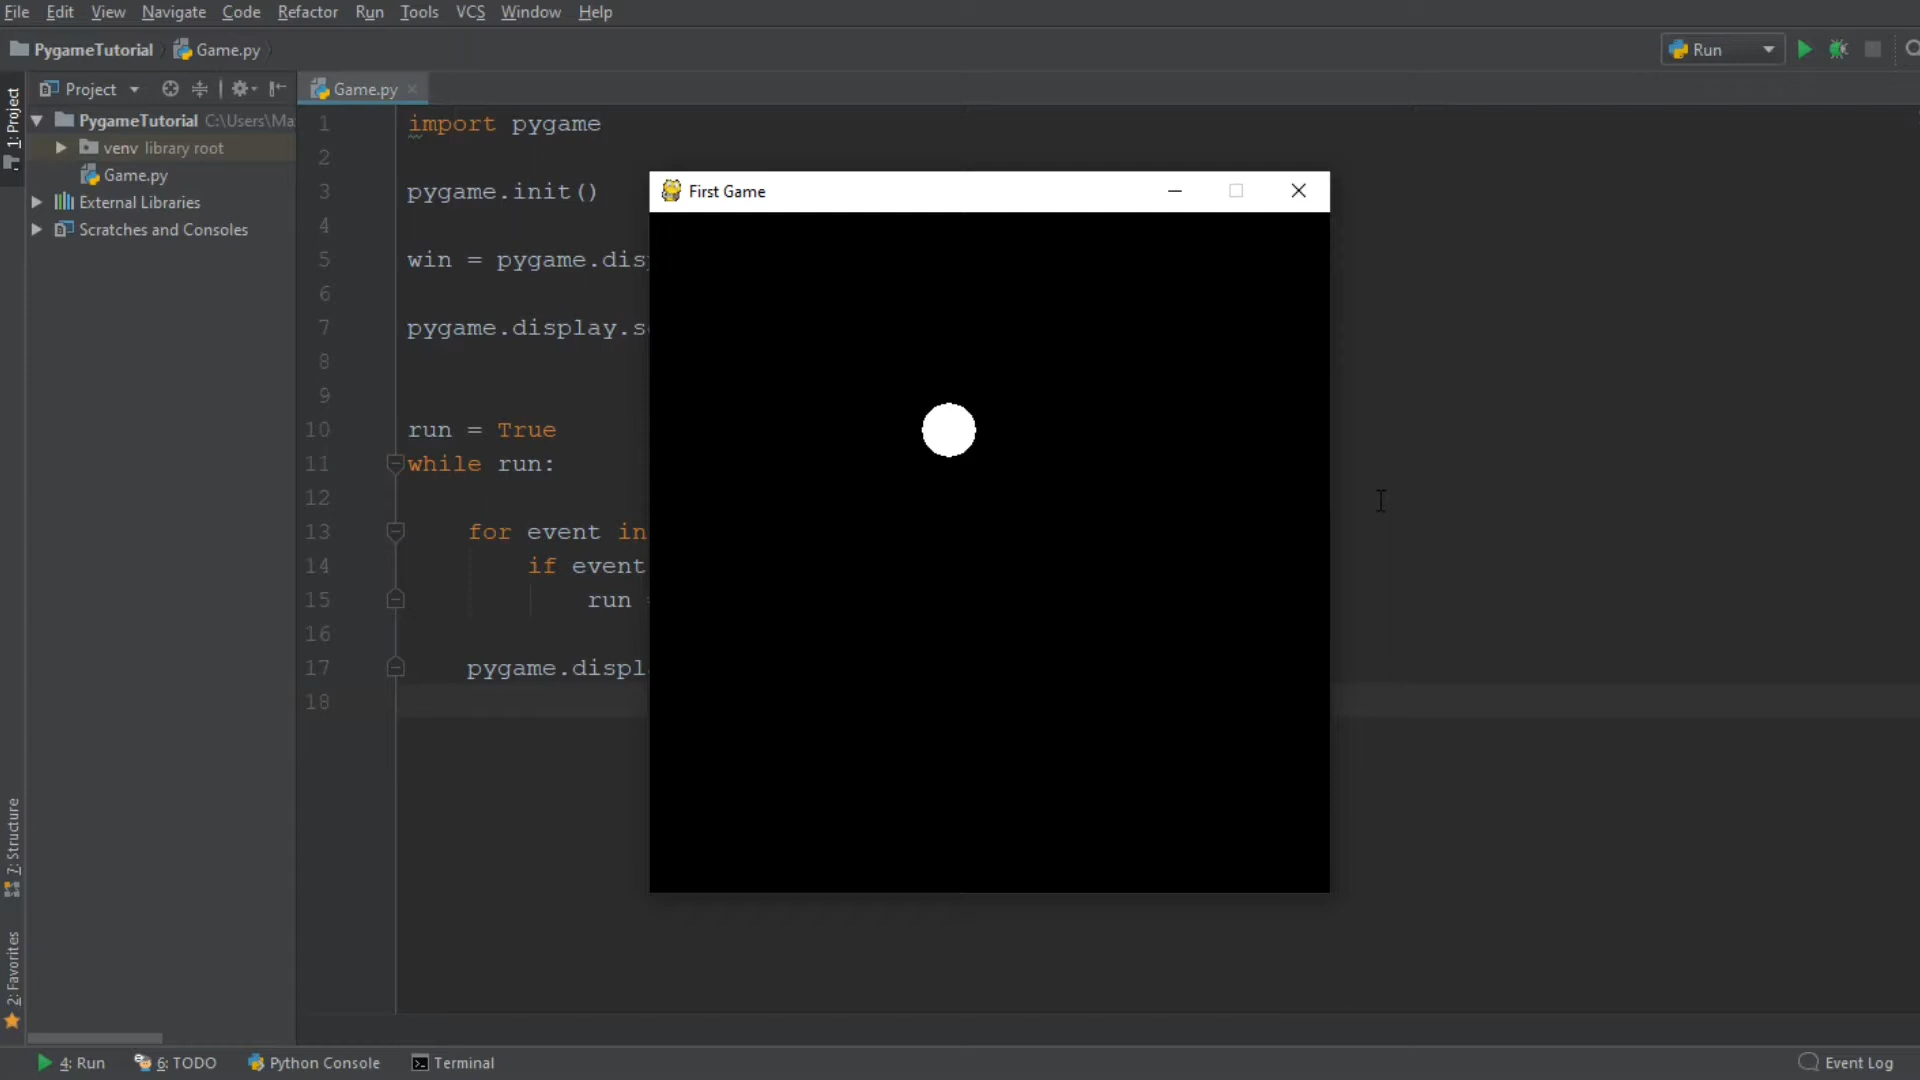 File Edit View Navigate Code Refactor Run Tools VCS Window Help
PygameTutorial Game.py
Run
1: Project
Project
Game.py
PygameTutorial C:\Users\Ma
venv library root
Game.py
External Libraries
Scratches and Consoles
1 import pygame
2
3 pygame.init()
4
5 win = pygame.dis
6
7 pygame.display.s
8
9
10 run = True
11 while run:
12
13 for event in
14 if event
15 run
16
17 pygame.displ
18
First Game
7: Structure
2: Favorites
4: Run
6: TODO
Python Console
Terminal
Event Log